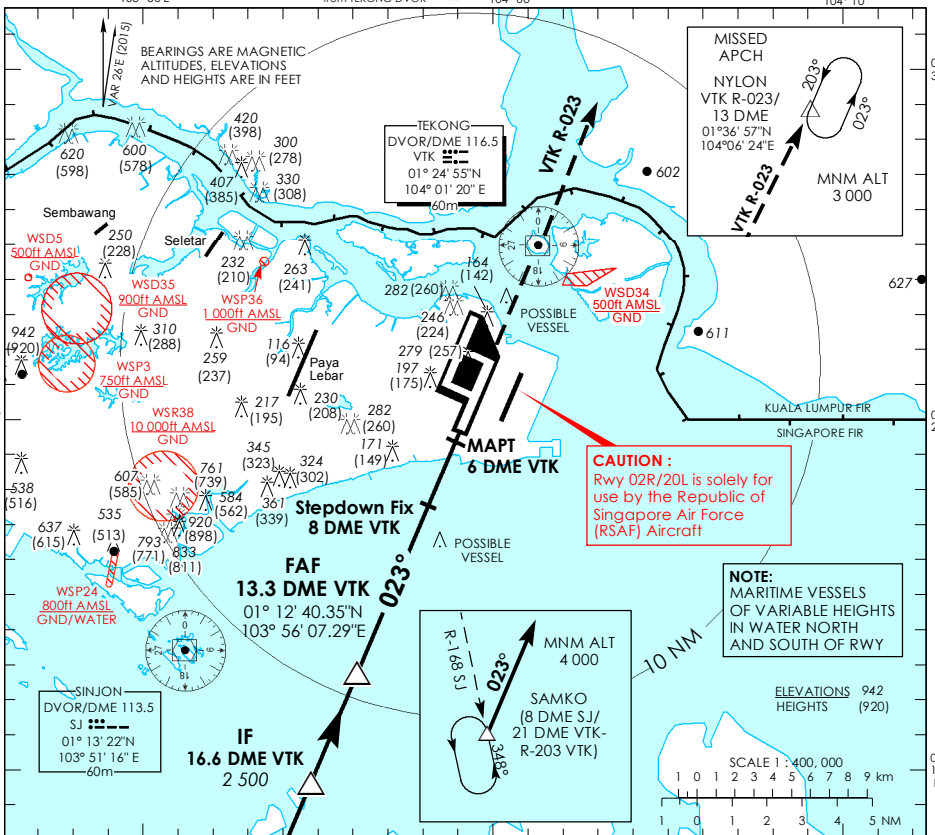 BEARINGS ARE MAGNETIC
ALTITUDES, ELEVATIONS
AND HEIGHTS ARE IN FEET
VAR 26'E (2015)
MISSED
APCH
NYLON
VTK R-023/
13 DME
01°36' 57"N
104°06' 24"E
203°
023°
VTK R-023
MNM ALT
3 000
TEKONG
DVOR/DME 116.5
VTK
01° 24' 55"N
104° 01' 20" E
60m
VTK R-023
620
(598)
600
(578)
420
(398)
300
(278)
330
(308)
407
(385)
602
627
611
Sembawang
Seletar
250
(228)
232
(210)
263
(241)
WSD5
500ft AMSL
GND
WSD35
900ft AMSL
GND
WSP36
1 000ft AMSL
GND
WSD34
500ft AMSL
GND
164
(142)
282 (260)
246
(224)
POSSIBLE
VESSEL
942
(920)
310
(288)
259
(237)
116
(94)
Paya
Lebar
279 (257)
197
(175)
WSP3
750ft AMSL
GND
230
(208)
217
(195)
282
(260)
171
(149)
WSR38
10 000ft AMSL
GND
KUALA LUMPUR FIR
SINGAPORE FIR
MAPT
6 DME VTK
CAUTION :
Rwy 02R/20L is solely for
use by the Republic of
Singapore Air Force
(RSAF) Aircraft
345
(323)
324
(302)
361
(339)
761
(739)
607
(585)
584
(562)
538
(516)
535
(513)
637
(615)
920
(898)
793
(771)
833
(811)
Stepdown Fix
8 DME VTK
POSSIBLE
VESSEL
FAF
13.3 DME VTK
01° 12' 40.35"N
103° 56' 07.29"E
023°
WSP24
800ft AMSL
GND/WATER
NOTE:
MARITIME VESSELS
OF VARIABLE HEIGHTS
IN WATER NORTH
AND SOUTH OF RWY
10 NM
R-168 SJ
023°
MNM ALT
4 000
SAMKO
(8 DME SJ/
21 DME VTK-
R-203 VTK)
348°
ELEVATIONS 942
HEIGHTS (920)
SINJON
DVOR/DME 113.5
SJ
01° 13' 22"N
103° 51' 16" E
60m
IF
16.6 DME VTK
2 500
SCALE 1 : 400, 000
1 0 1 2 3 4 5 6 7 8 9 km
1 0 1 2 3 4 5 NM